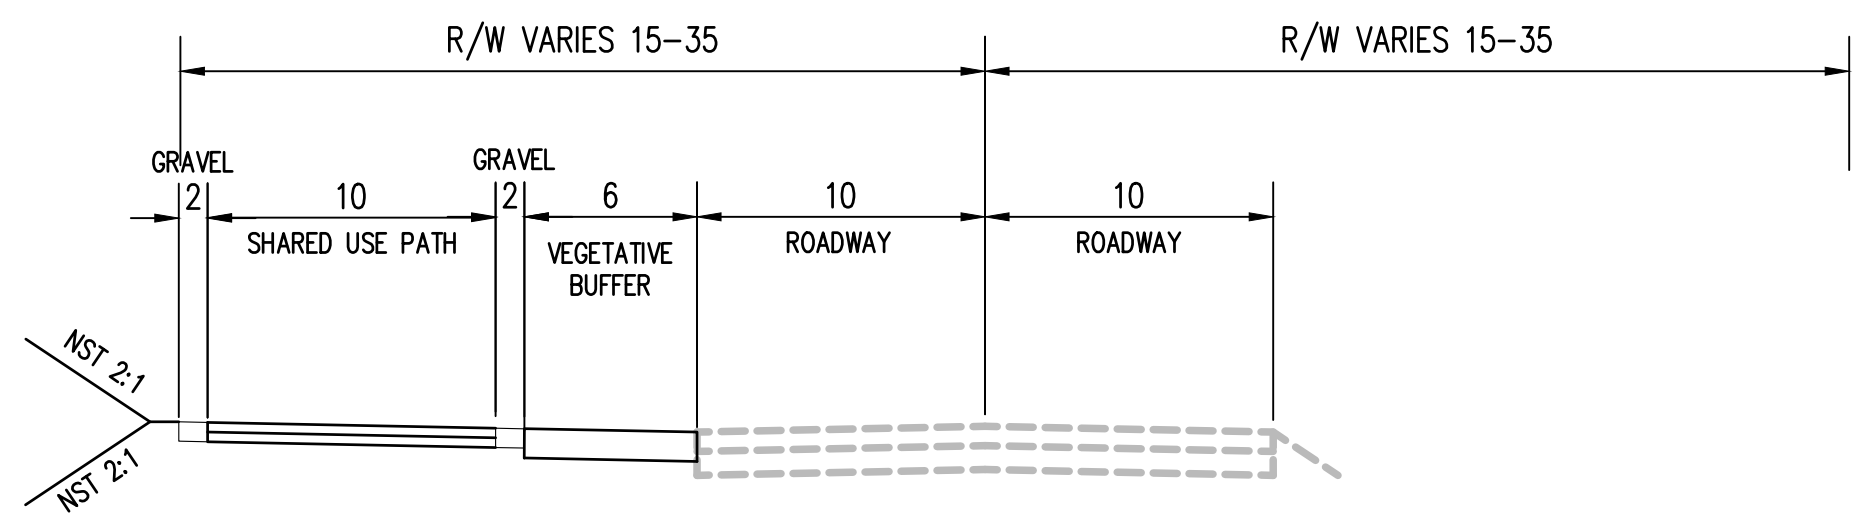 R/W VARIES 15-35
R/W VARIES 15-35
GRAVEL
GRAVEL
2
10
2
6
10
10
SHARED USE PATH
VEGETATIVE
BUFFER
ROADWAY
ROADWAY
NST 2:1
NST 2:1